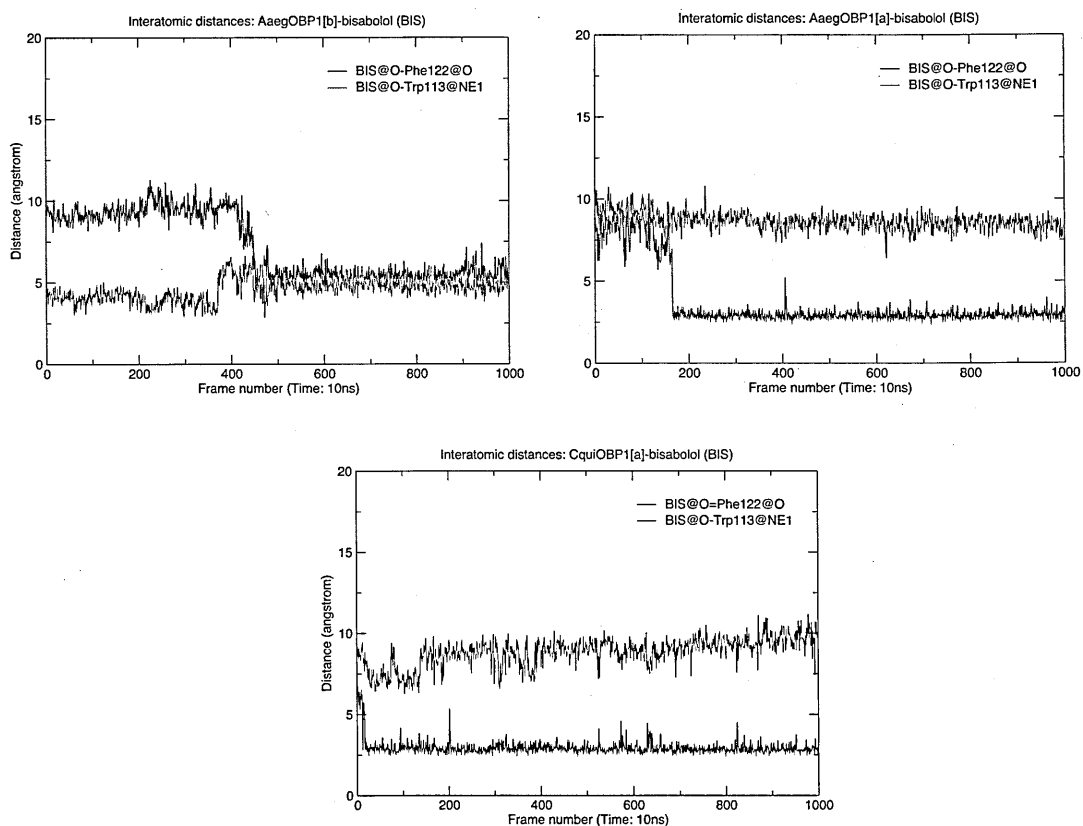 Interatomic distances: AaegOBP1[b]-bisabolol (BIS)
20
15
10
5
0
Distance (angstrom)
BIS@O-Phe122@O
BIS@O-Trp113@NE1
0 200 400 600 800 1000
Frame number (Time: 10ns)
Interatomic distances: AaegOBP1[a]-bisabolol (BIS)
20
15
10
5
0
BIS@O-Phe122@O
BIS@O-Trp113@NE1
0 200 400 600 800 1000
Frame number (Time: 10ns)
Interatomic distances: CquiOBP1[a]-bisabolol (BIS)
20
15
10
5
0
Distance (angstrom)
BIS@O=Phe122@O
BIS@O-Trp113@NE1
0 200 400 600 800 1000
Frame number (Time: 10ns)